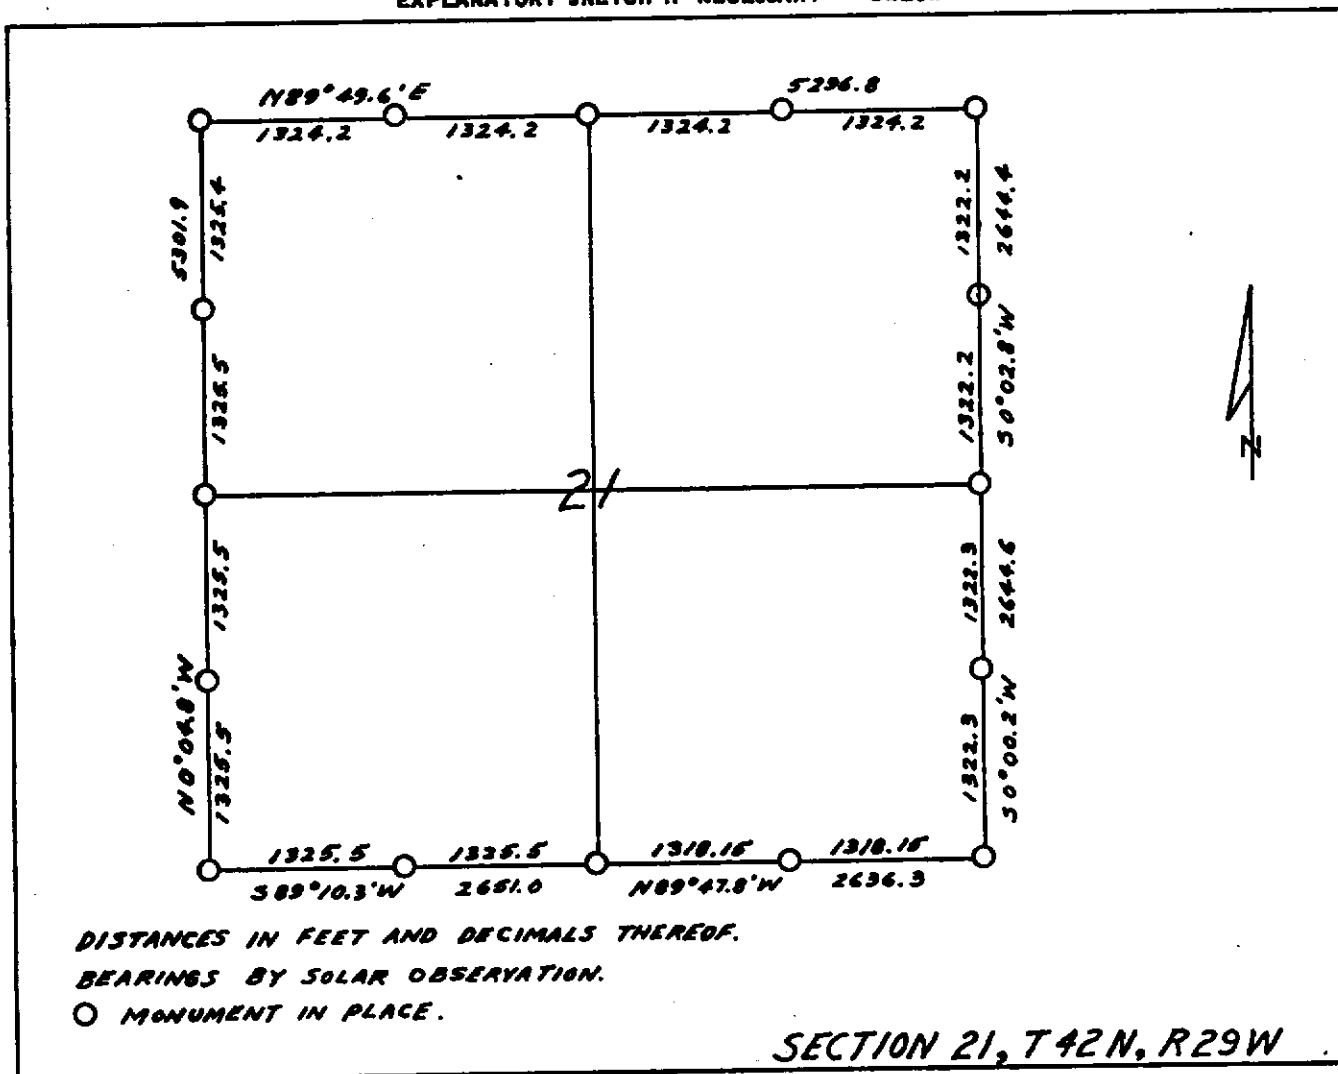 N89°49.6'E
5296.8
1324.2
1324.2
1324.2
1324.2
5301.9
1325.4
1322.2
2644.4
1325.5
1322.2
S0°02.8'W
N
21
1325.5
1322.3
2644.6
N0°04.8'W
1325.5
1322.3
S0°00.2'W
1325.5
1325.5
1318.15
1318.15
S89°10.3'W
2651.0
N89°47.8'W
2636.3
DISTANCES IN FEET AND DECIMALS THEREOF.
BEARINGS BY SOLAR OBSERVATION.
O MONUMENT IN PLACE.
SECTION 21, T42N, R29W